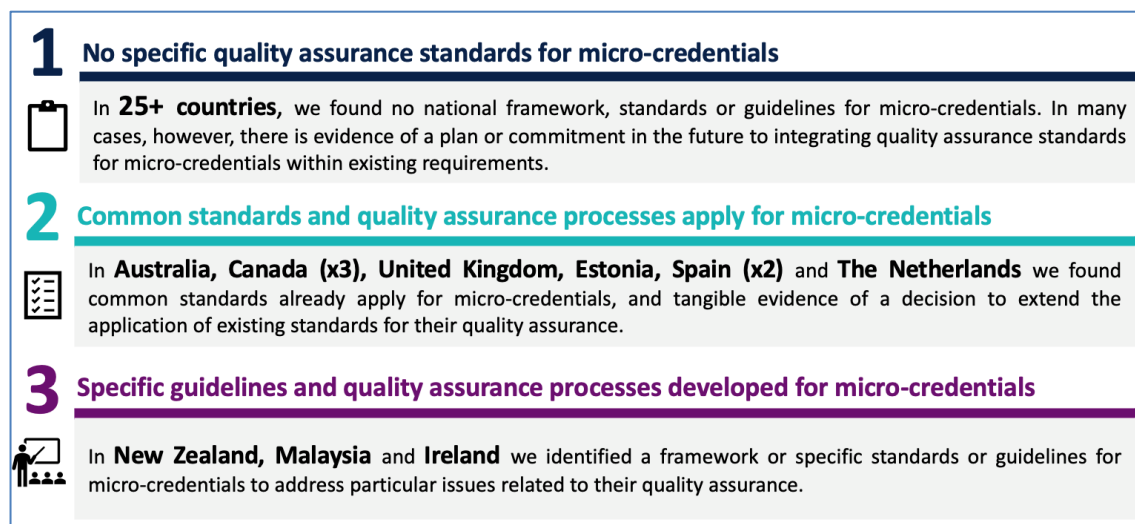 1 No specific quality assurance standards for micro-credentials
In 25+ countries, we found no national framework, standards or guidelines for micro-credentials. In many
cases, however, there is evidence of a plan or commitment in the future to integrating quality assurance standards
for micro-credentials within existing requirements.
2 Common standards and quality assurance processes apply for micro-credentials
In Australia, Canada (x3), United Kingdom, Estonia, Spain (x2) and The Netherlands we found
common standards already apply for micro-credentials, and tangible evidence of a decision to extend the
application of existing standards for their quality assurance.
3 Specific guidelines and quality assurance processes developed for micro-credentials
In New Zealand, Malaysia and Ireland we identified a framework or specific standards or guidelines for
micro-credentials to address particular issues related to their quality assurance.